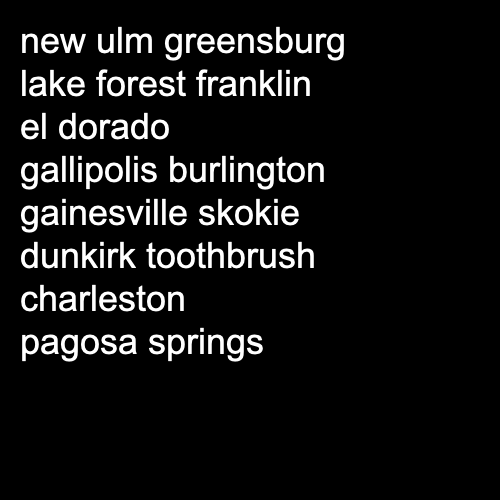 new ulm greensburg
lake forest franklin
el dorado
gallipolis burlington
gainesville skokie
dunkirk toothbrush
charleston
pagosa springs